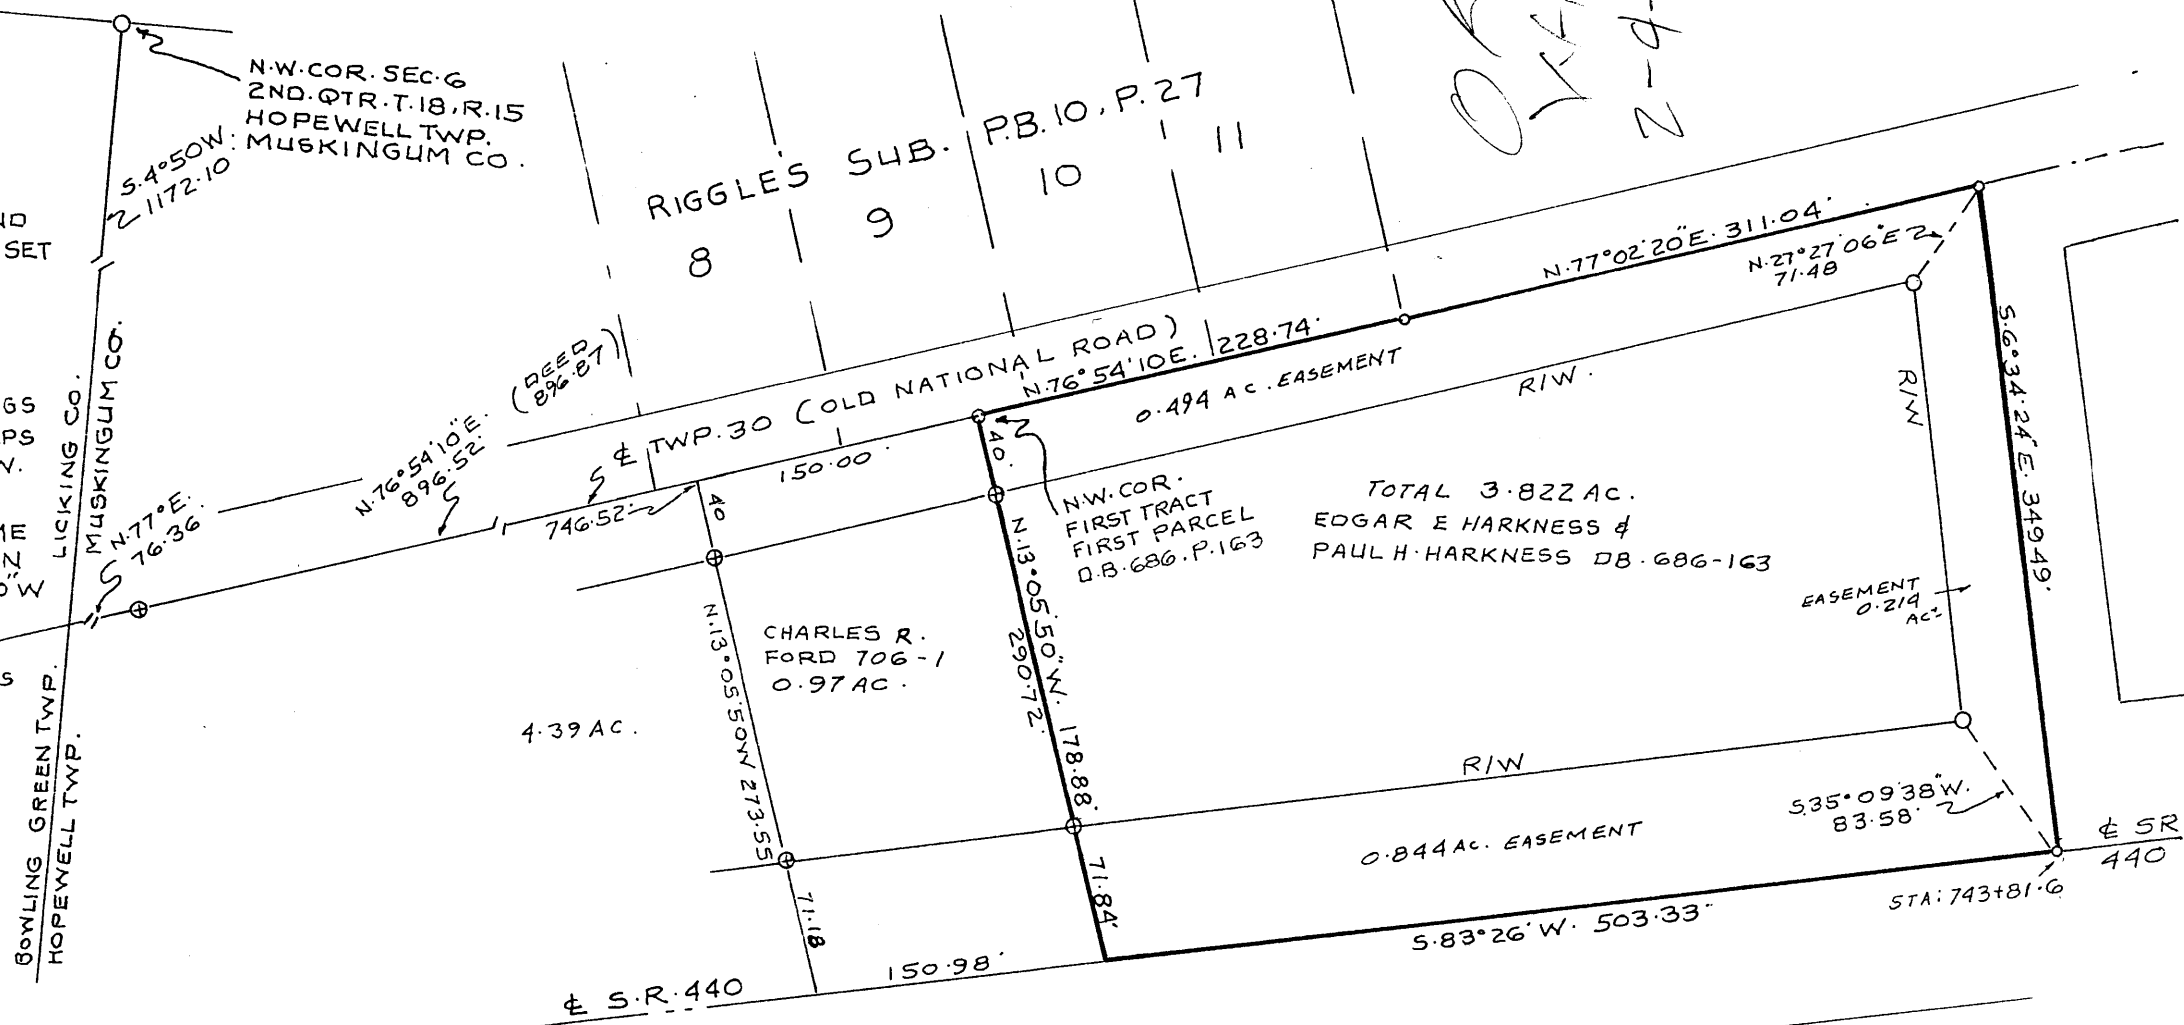 N.W. COR. SEC. 6
2ND. QTR. T. 18, R. 15
HOPEWELL TWP.
MUSKINGUM CO.
S. 4°50W:
1172.10
RIGGLE'S SUB. P.B. 10, P. 27
8
9
10
11
ND
SET
GS
PS
V.
ME
N
0"W
S
LICKING CO.
MUSKINGUM CO.
BOWLING GREEN TWP.
HOPEWELL TWP.
N. 77° E.
76.36
N. 76° 54' 10" E.
896.52'
(DEED
896.87)
℄ TWP. 30 (OLD NATIONAL ROAD)
746.52'
150.00'
N. 76° 54' 10 E. 228.74'
N. 77° 02' 20" E. 311.04'
N. 27° 27' 06" E
71.48
0.494 AC. EASEMENT
R/W.
R/W
40
40.
N.W. COR.
FIRST TRACT
FIRST PARCEL
D.B. 686. P. 163
TOTAL 3.822 AC.
EDGAR E HARKNESS &
PAUL H. HARKNESS DB. 686-163
S. 6° 34' 24" E. 349.49'
EASEMENT
0.214
AC.
CHARLES R.
FORD 706-1
0.97 AC.
4.39 AC.
N. 13° 05' 50W 273.55
N. 13° 05' 50" W. 178.88'
290.72'
R/W
S 35° 09' 38" W.
83.58'
0.844 AC. EASEMENT
71.18
71.84'
S. 83° 26' W. 503.33'
STA: 743+81.6
℄ SR
440
150.98'
℄ S.R. 440